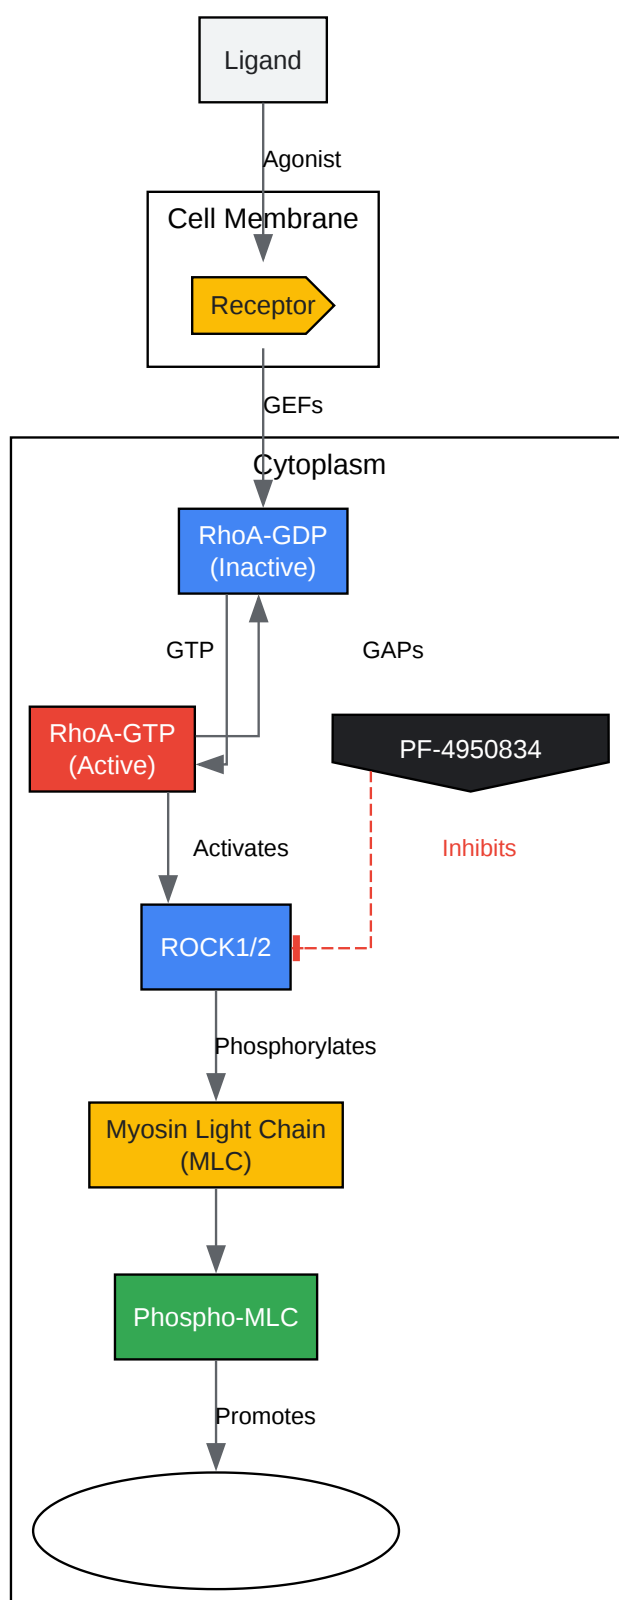 Ligand
Agonist
Cell Membrane
Receptor
GEFs
Cytoplasm
RhoA-GDP
(Inactive)
GTP
GAPs
RhoA-GTP
(Active)
PF-4950834
Activates
Inhibits
ROCK1/2
Phosphorylates
Myosin Light Chain
(MLC)
Phospho-MLC
Promotes